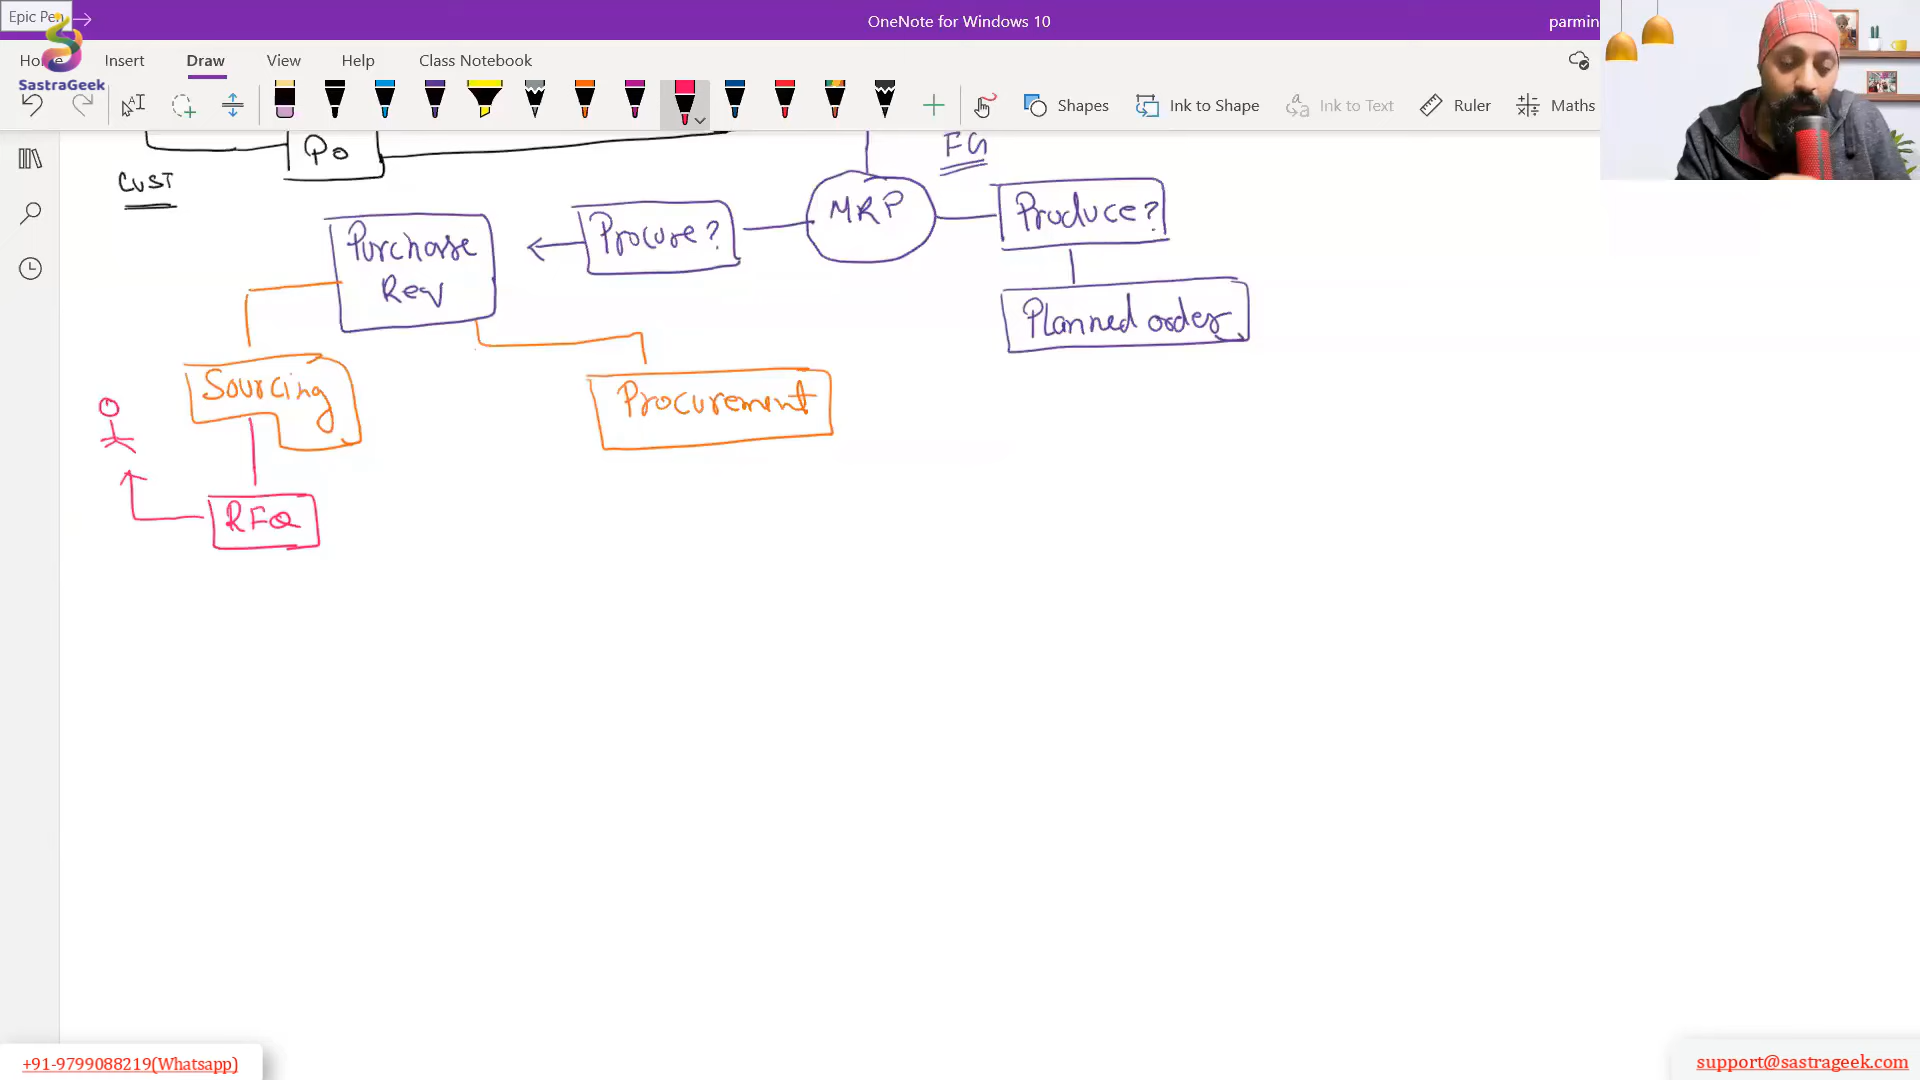 Epic Pen
OneNote for Windows 10
parmin
Insert
Draw
View
Help
Class Notebook
SastraGeek
Shapes
Ink to Shape
Ink to Text
Ruler
Maths
PO
CUST
FG
MRP
Produce?
Procure?
Purchase
Req
Planned order
Sourcing
Procurement
RFQ
+91-9799088219(Whatsapp)
support@sastrageek.com